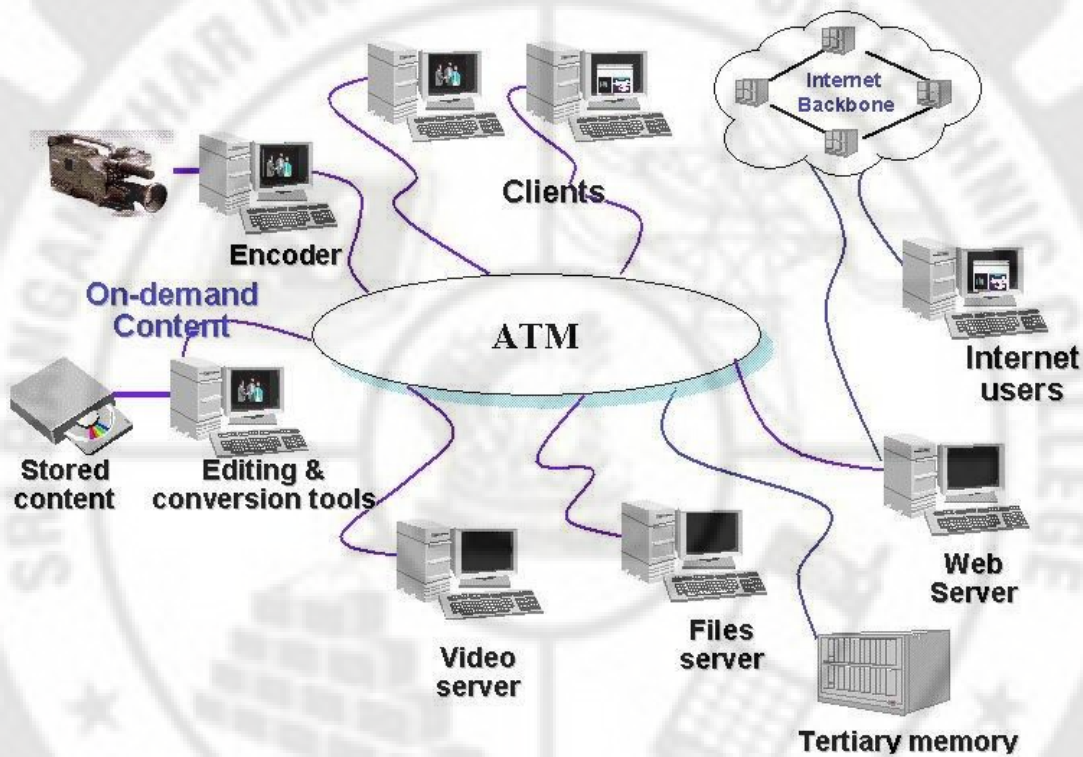 Internet
Backbone
Clients
Encoder
On-demand
Content
ATM
Internet
users
Stored
content
Editing &
conversion tools
Web
Server
Video
server
Files
server
Tertiary memory
COLLEGE